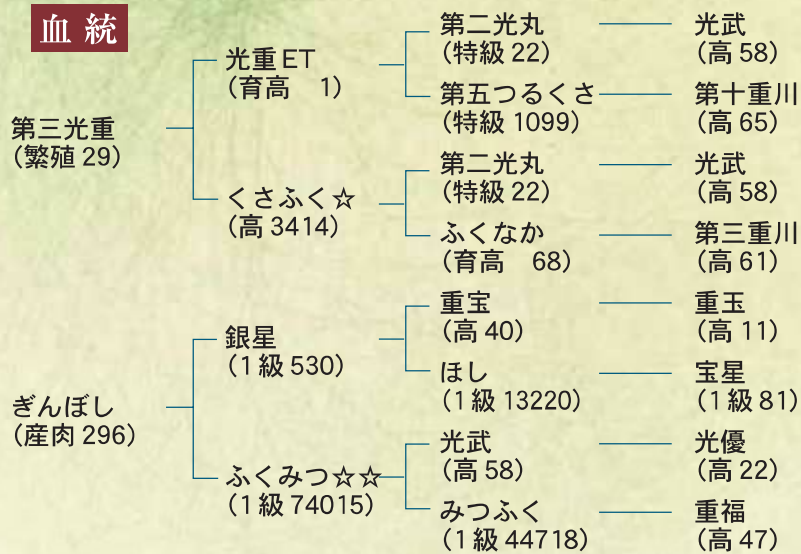 血統
第三光重
(繁殖 29)
光重 ET
(育高　1)
第二光丸
(特級 22)
光武
(高 58)
第五つるくさ
(特級 1099)
第十重川
(高 65)
くさふく☆
(高 3414)
第二光丸
(特級 22)
光武
(高 58)
ふくなか
(育高　68)
第三重川
(高 61)
ぎんぼし
(産肉 296)
銀星
(1級 530)
重宝
(高 40)
重玉
(高 11)
ほし
(1級 13220)
宝星
(1級 81)
ふくみつ☆☆
(1級 74015)
光武
(高 58)
光優
(高 22)
みつふく
(1級 44718)
重福
(高 47)